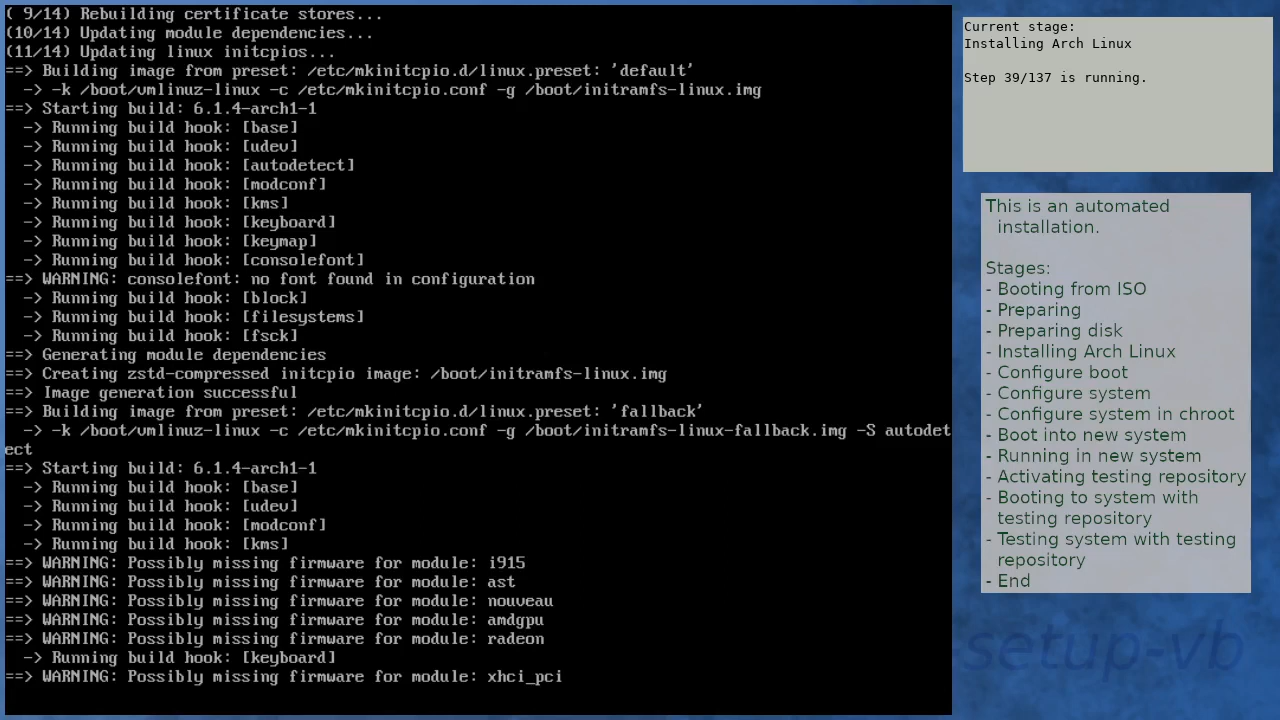 ( 9/14) Rebuilding certificate stores...
(10/14) Updating module dependencies...
(11/14) Updating linux initcpios...
==> Building image from preset: /etc/mkinitcpio.d/linux.preset: 'default'
  -> -k /boot/vmlinuz-linux -c /etc/mkinitcpio.conf -g /boot/initramfs-linux.img
==> Starting build: 6.1.4-arch1-1
  -> Running build hook: [base]
  -> Running build hook: [udev]
  -> Running build hook: [autodetect]
  -> Running build hook: [modconf]
  -> Running build hook: [kms]
  -> Running build hook: [keyboard]
  -> Running build hook: [keymap]
  -> Running build hook: [consolefont]
==> WARNING: consolefont: no font found in configuration
  -> Running build hook: [block]
  -> Running build hook: [filesystems]
  -> Running build hook: [fsck]
==> Generating module dependencies
==> Creating zstd-compressed initcpio image: /boot/initramfs-linux.img
==> Image generation successful
==> Building image from preset: /etc/mkinitcpio.d/linux.preset: 'fallback'
  -> -k /boot/vmlinuz-linux -c /etc/mkinitcpio.conf -g /boot/initramfs-linux-fallback.img -S autodet
ect
==> Starting build: 6.1.4-arch1-1
  -> Running build hook: [base]
  -> Running build hook: [udev]
  -> Running build hook: [modconf]
  -> Running build hook: [kms]
==> WARNING: Possibly missing firmware for module: i915
==> WARNING: Possibly missing firmware for module: ast
==> WARNING: Possibly missing firmware for module: nouveau
==> WARNING: Possibly missing firmware for module: amdgpu
==> WARNING: Possibly missing firmware for module: radeon
  -> Running build hook: [keyboard]
==> WARNING: Possibly missing firmware for module: xhci_pci
Current stage:
Installing Arch Linux
Step 39/137 is running.
This is an automated
installation.
Stages:
- Booting from ISO
- Preparing
- Preparing disk
- Installing Arch Linux
- Configure boot
- Configure system
- Configure system in chroot
- Boot into new system
- Running in new system
- Activating testing repository
- Booting to system with
testing repository
- Testing system with testing
repository
- End
-setup-vb